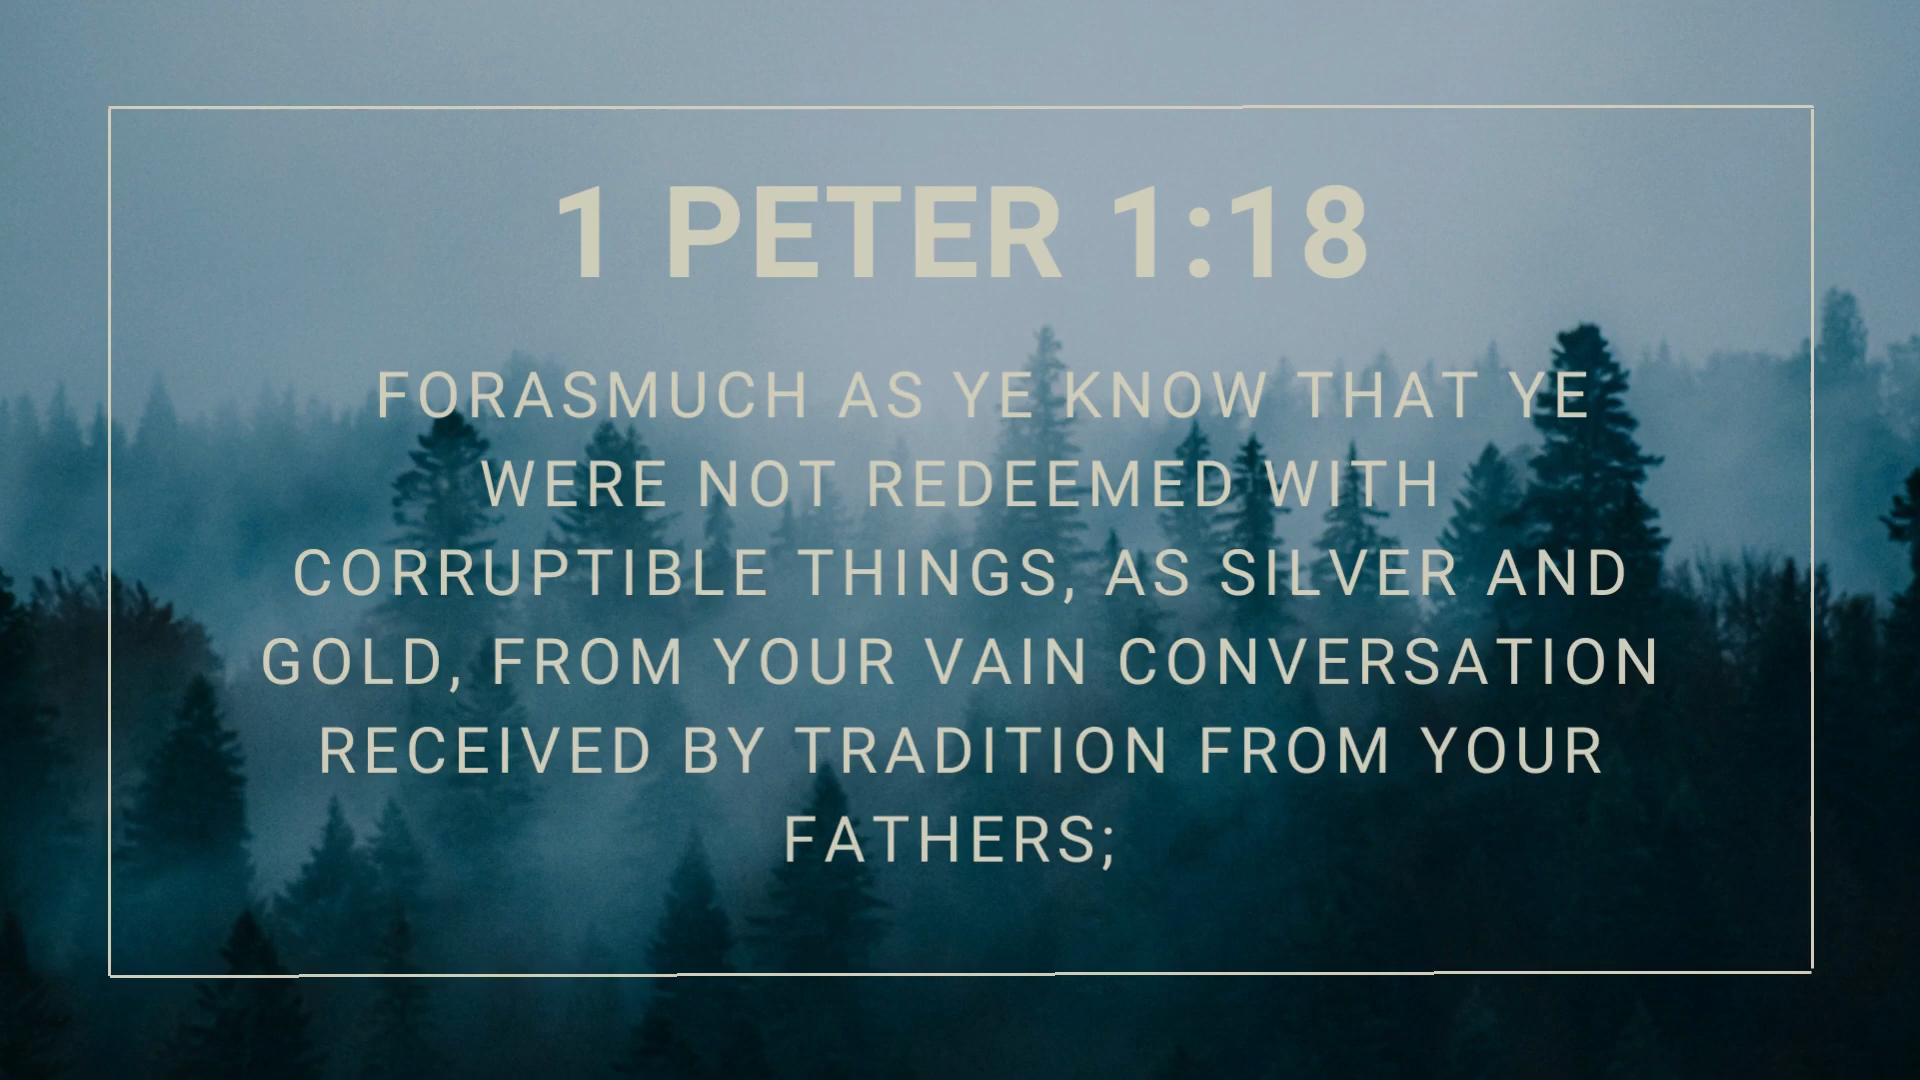 1 PETER 1:18
FORASMUCH AS YE KNOW THAT YE
WERE NOT REDEEMED WITH
CORRUPTIBLE THINGS, AS SILVER AND
GOLD, FROM YOUR VAIN CONVERSATION
RECEIVED BY TRADITION FROM YOUR
FATHERS;